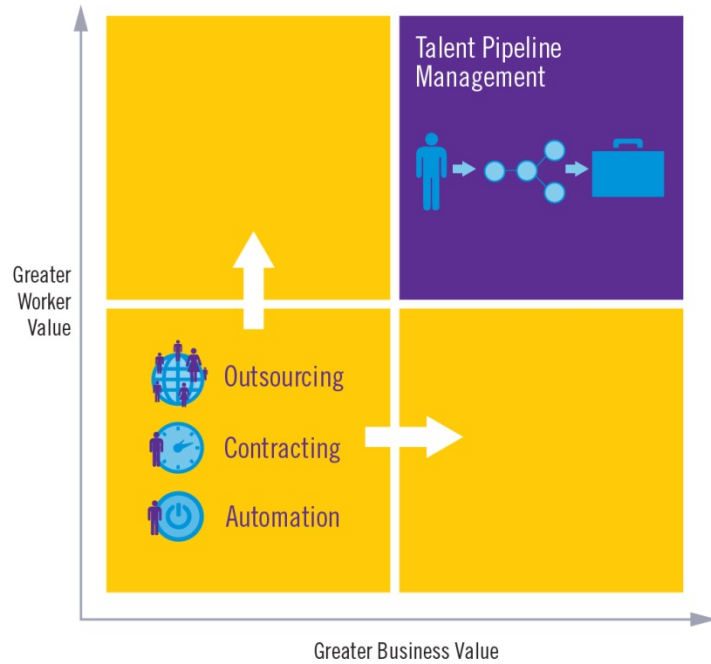 Talent Pipeline
Management
Greater
Worker
Value
Outsourcing
Contracting
Automation
Greater Business Value